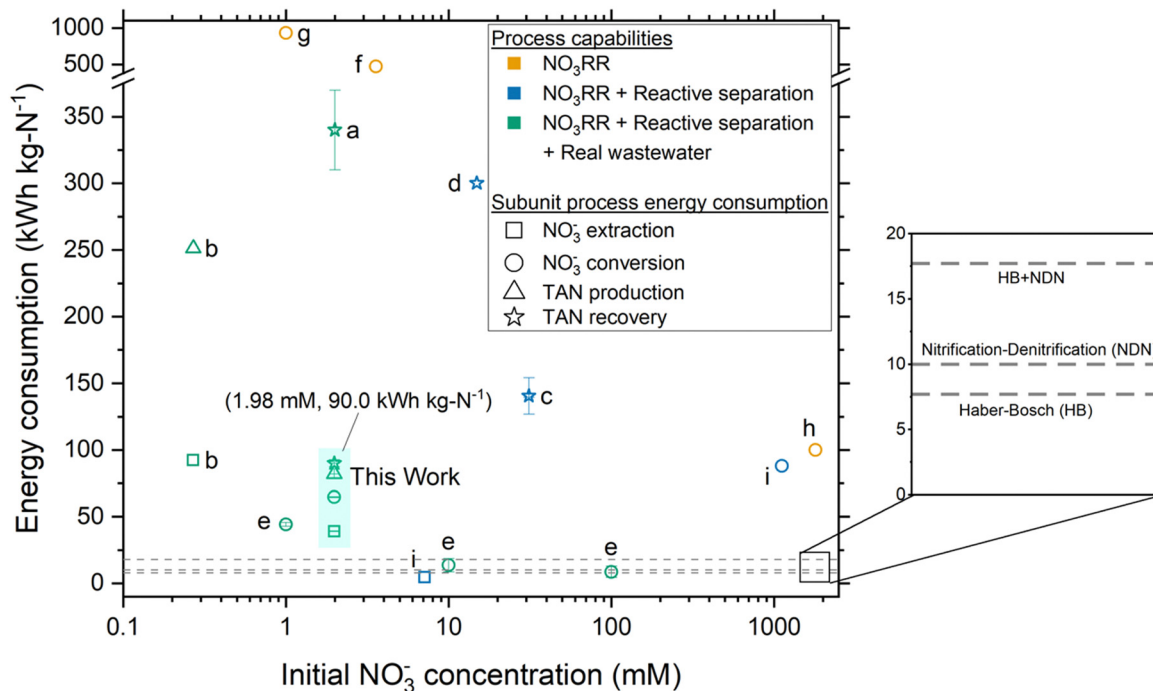 Energy consumption (kWh kg-N⁻¹)
1000
500
350
300
250
200
150
100
50
0
g
f
a
d
b
c
(1.98 mM, 90.0 kWh kg-N⁻¹)
h
b
This Work
i
e
i
e
e
Process capabilities
NO₃RR
NO₃RR + Reactive separation
NO₃RR + Reactive separation
+ Real wastewater
Subunit process energy consumption
NO₃⁻ extraction
NO₃⁻ conversion
TAN production
TAN recovery
0.1 1 10 100 1000
Initial NO₃⁻ concentration (mM)
20
15
10
5
0
HB+NDN
Nitrification-Denitrification (NDN)
Haber-Bosch (HB)